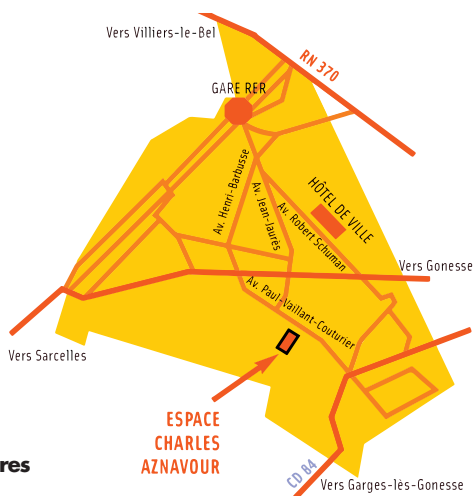 Vers Villiers-le-Bel
RN 370
GARE RER
Av. Henri-Barbusse
Av. Jean-Jaurès
Av. Robert Schuman
HÔTEL DE VILLE
Vers Gonesse
Av. Paul-Vaillant-Couturier
Vers Sarcelles
ESPACE
CHARLES
AZNAVOUR
res
CD 84
Vers Garges-lès-Gonesse